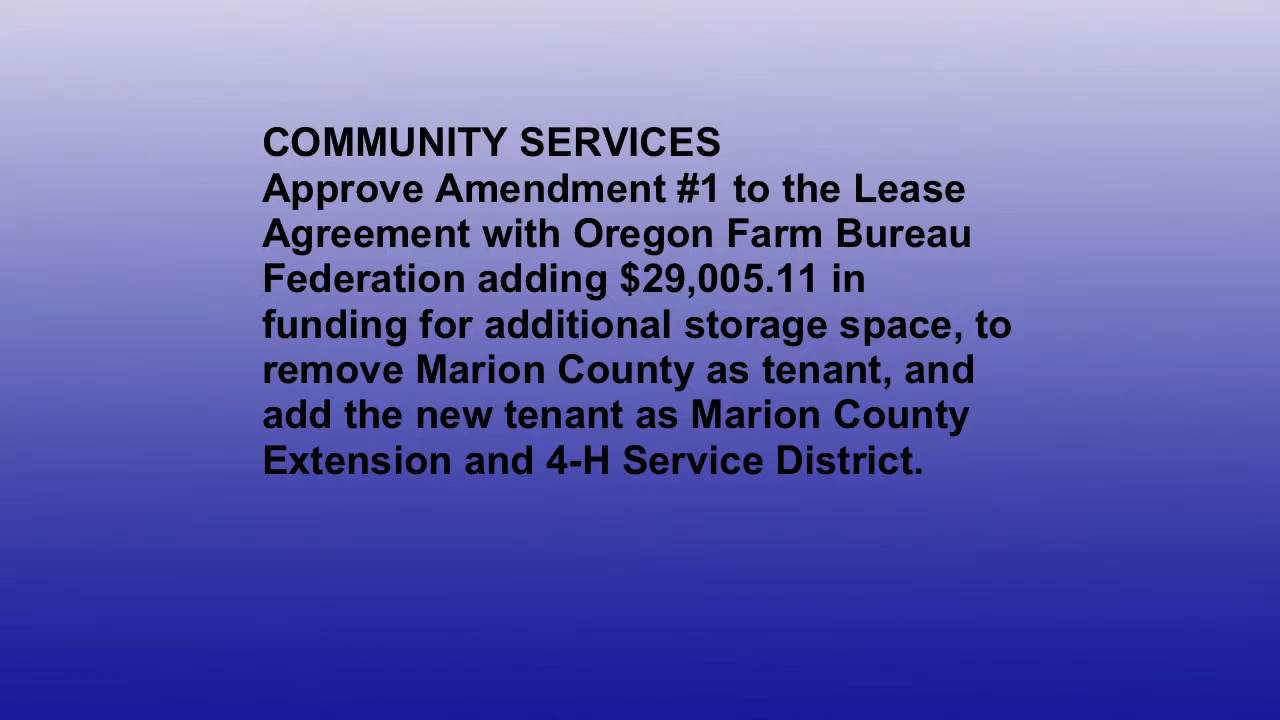 COMMUNITY SERVICES
Approve Amendment #1 to the Lease
Agreement with Oregon Farm Bureau
Federation adding $29,005.11 in
funding for additional storage space, to
remove Marion County as tenant, and
add the new tenant as Marion County
Extension and 4-H Service District.